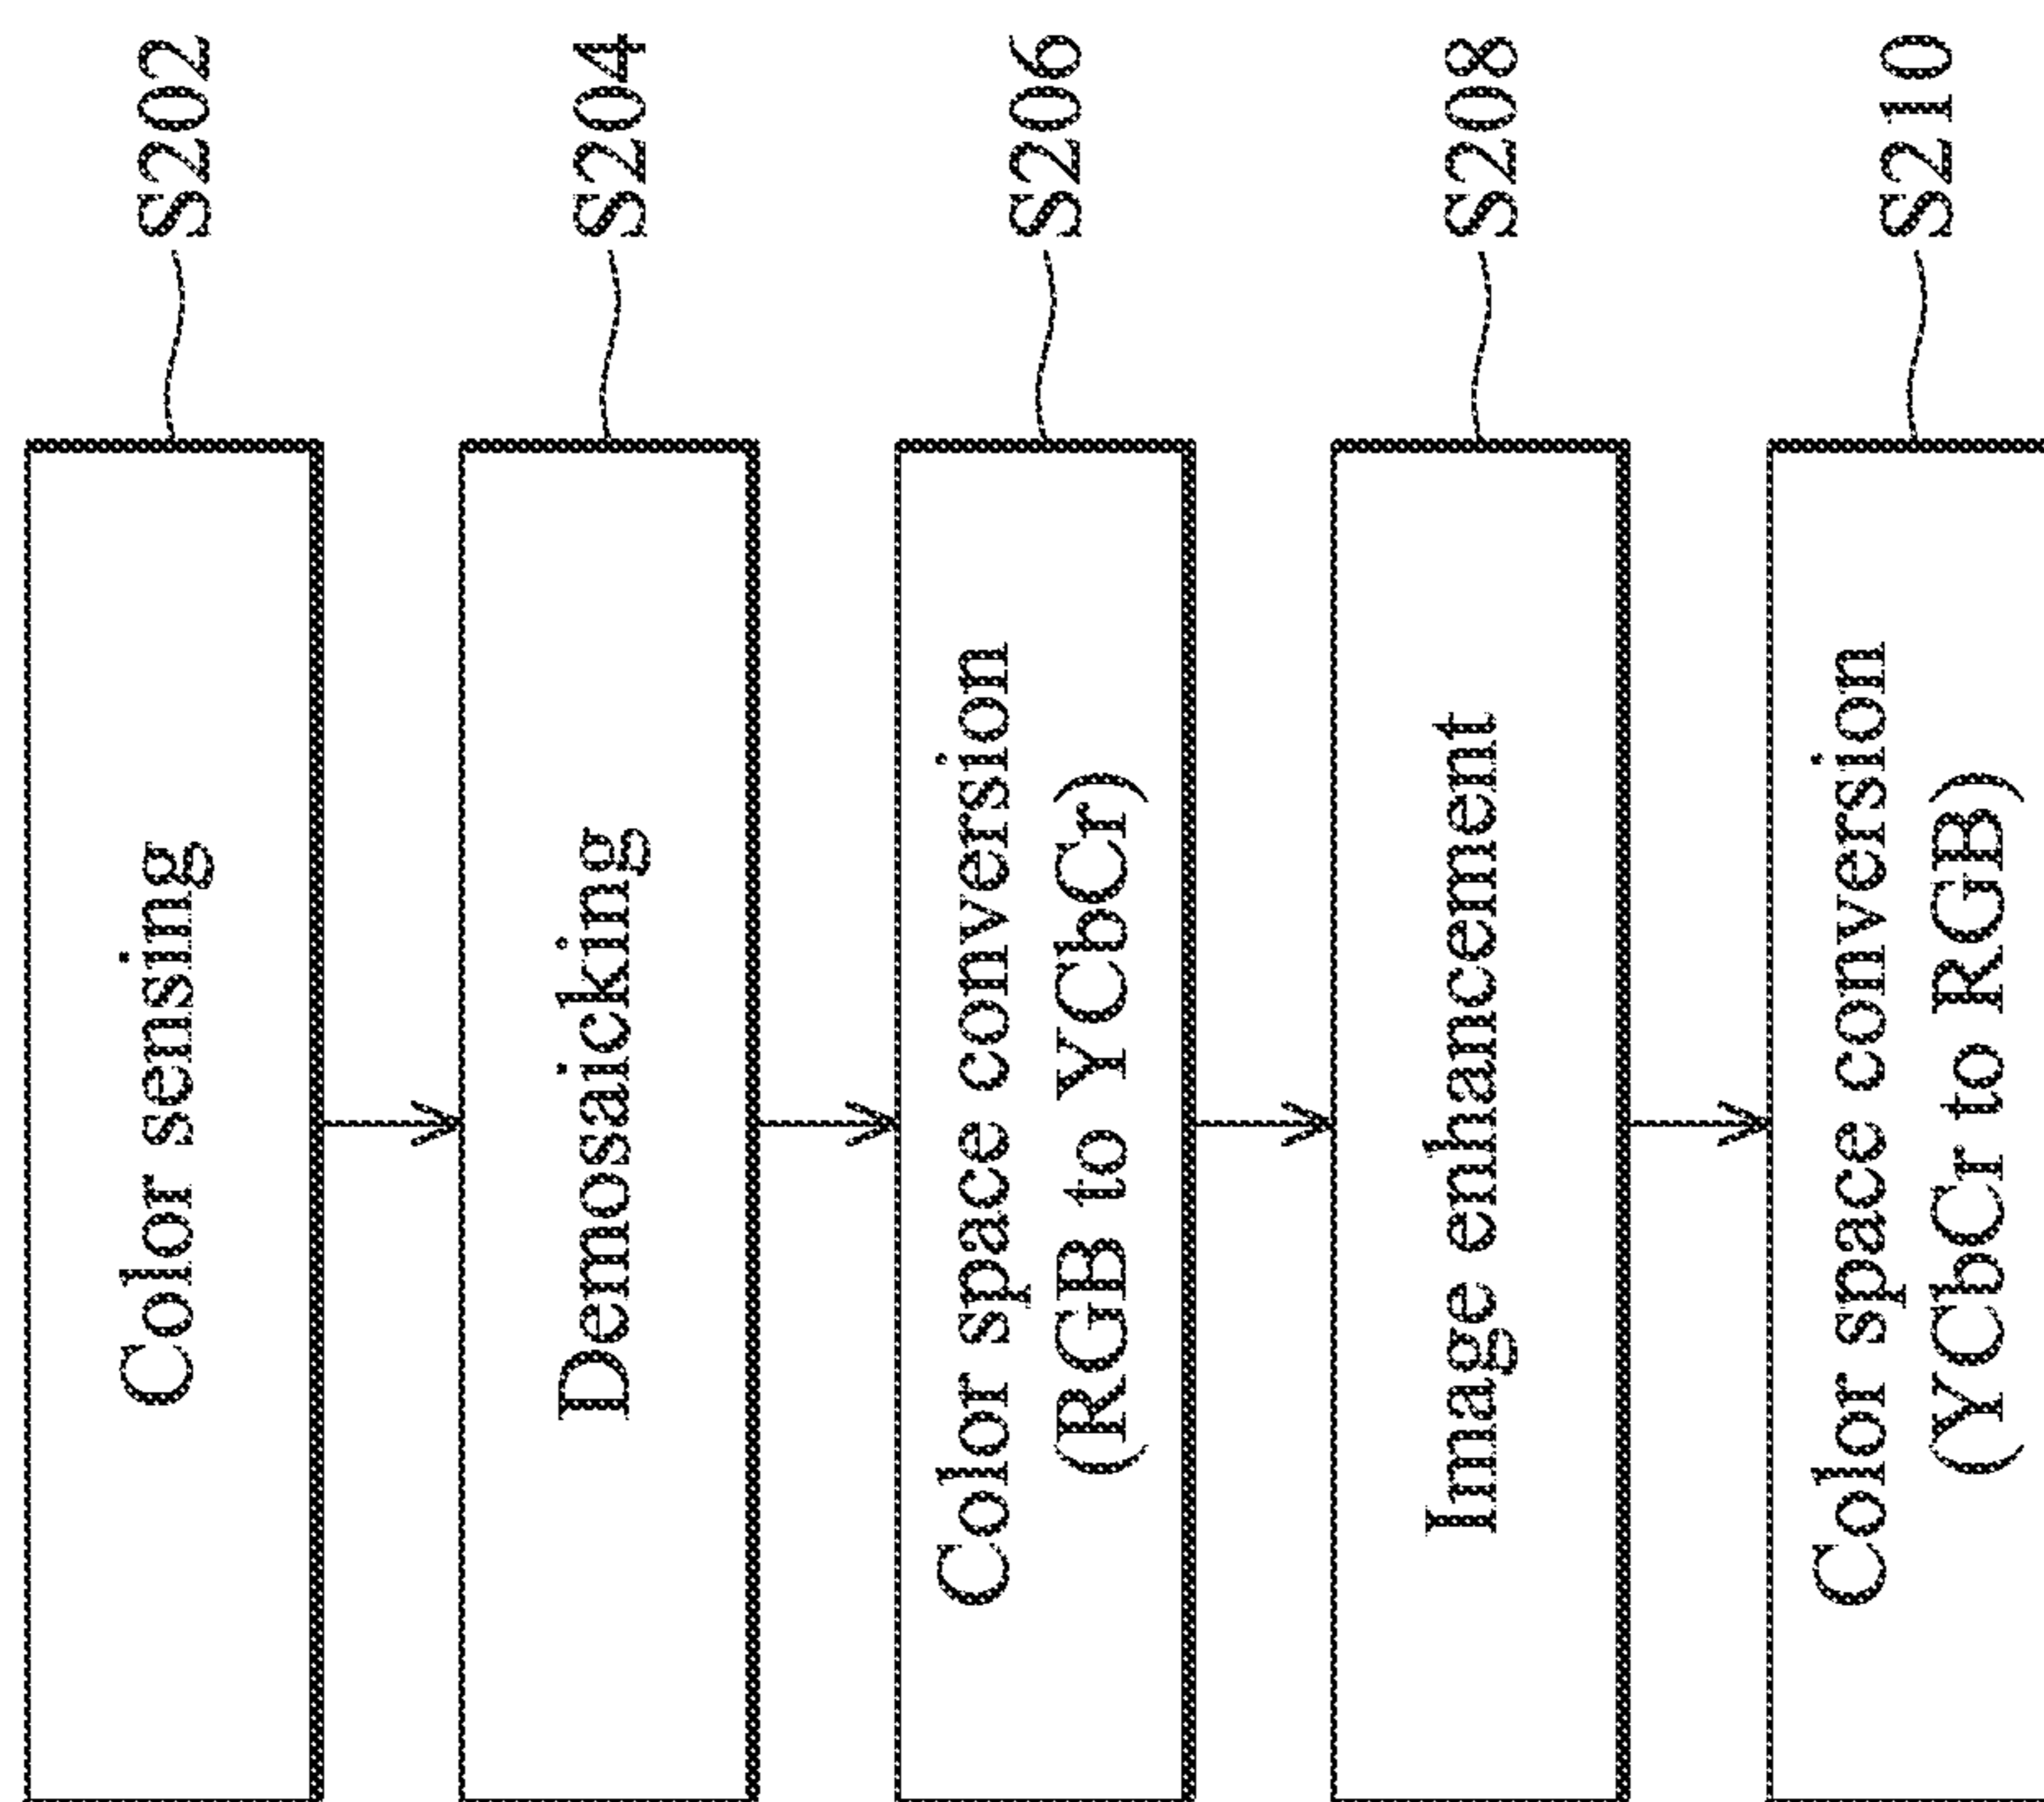 Color sensing
S202
Demosaicking
S204
Color space conversion
(RGB to YCbCr)
S206
Image enhancement
S208
Color space conversion
(YCbCr to RGB)
S210